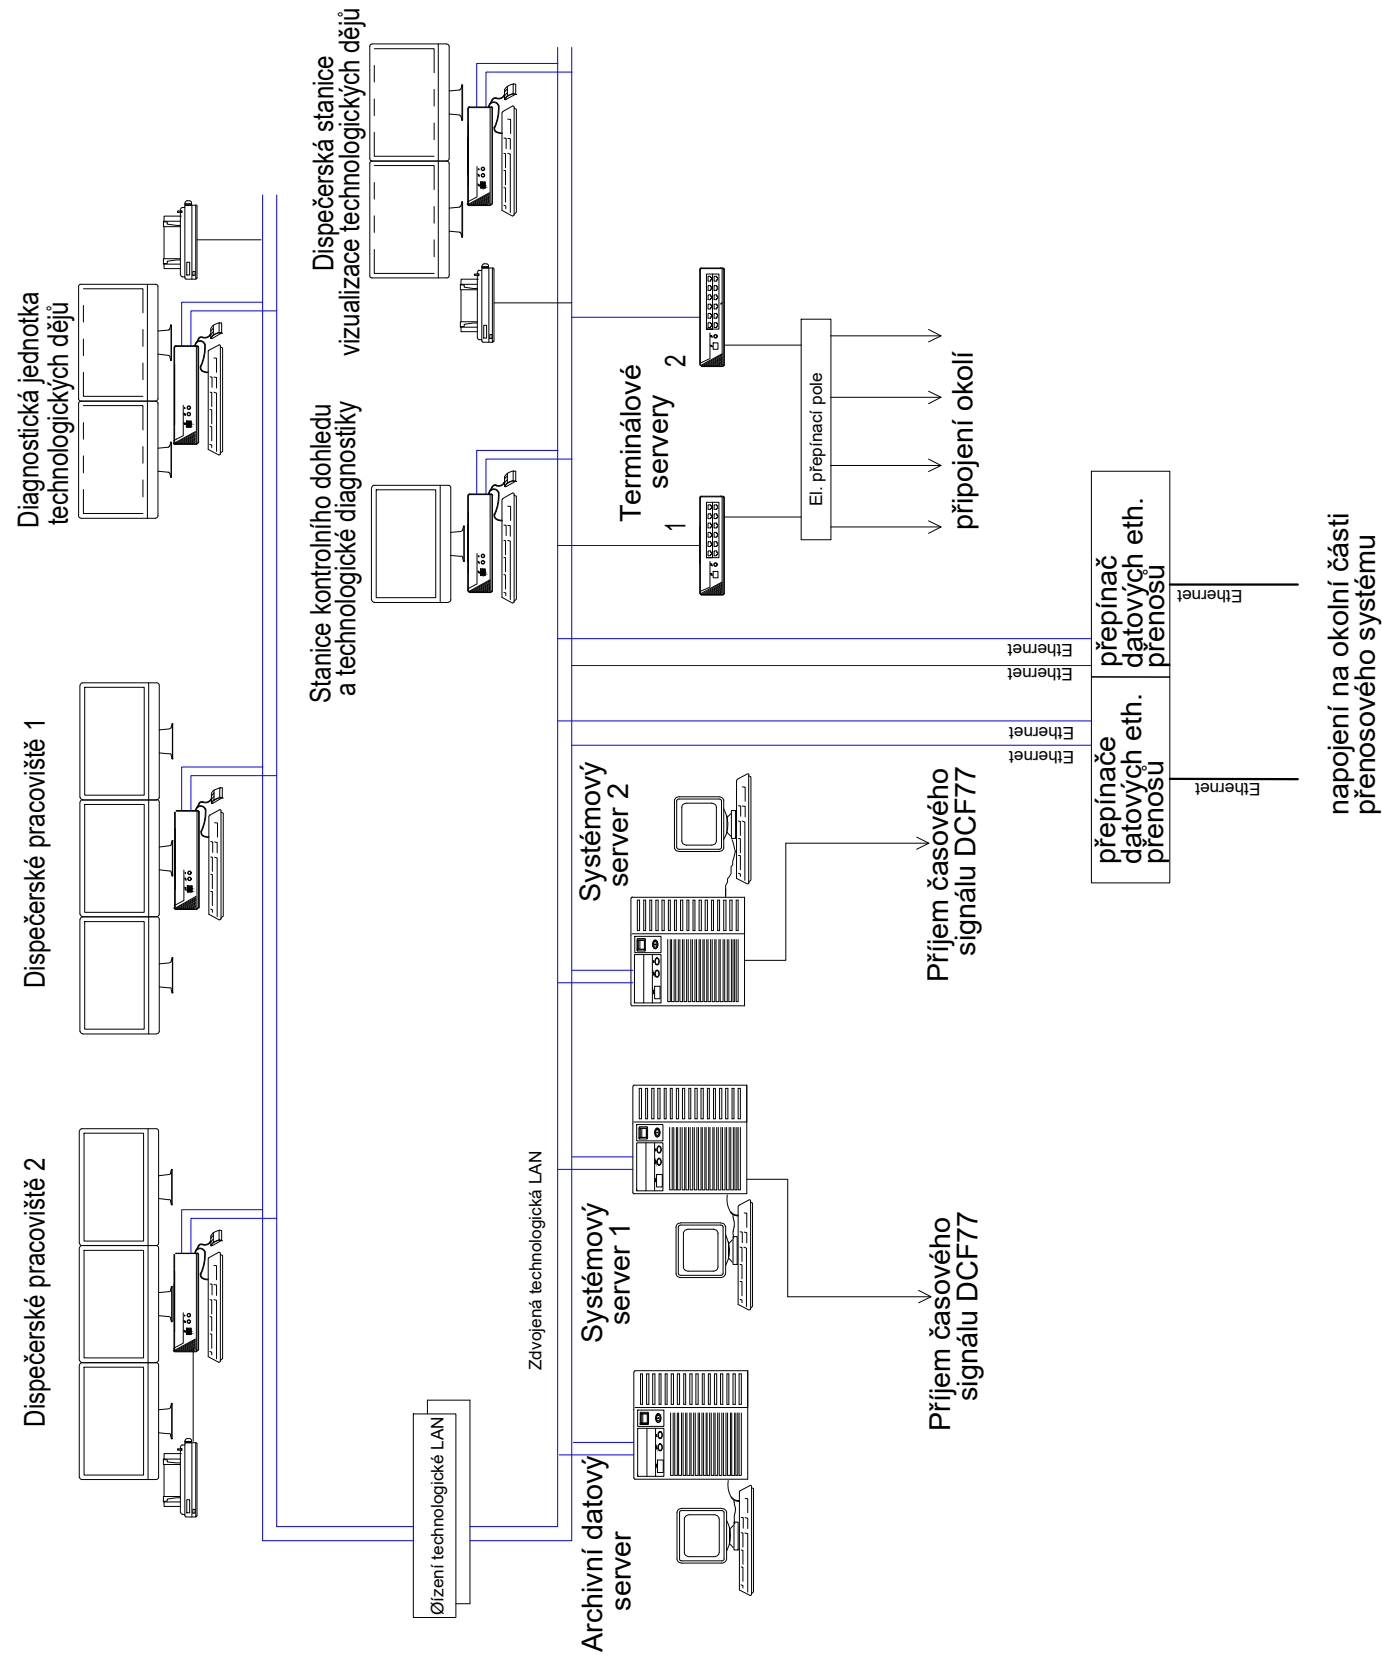 Dispečerské pracoviště 2
Dispečerské pracoviště 1
Diagnostická jednotka
technologických dějů
Stanice kontrolního dohledu
a technologické diagnostiky
Dispečerská stanice
vizualizace technologických dějů
Øízení technologické LAN
Zdvojená technologická LAN
Archivní datový
server
Systémový
server 1
Systémový
server 2
Terminálové
servery
1
2
El. přepínací pole
připojení okolí
Příjem časového
signálu DCF77
Příjem časového
signálu DCF77
Ethernet
Ethernet
Ethernet
Ethernet
přepínače
datových eth.
přenosů
přepínač
datových eth.
přenosů
Ethernet
Ethernet
napojení na okolní části
přenosového systému